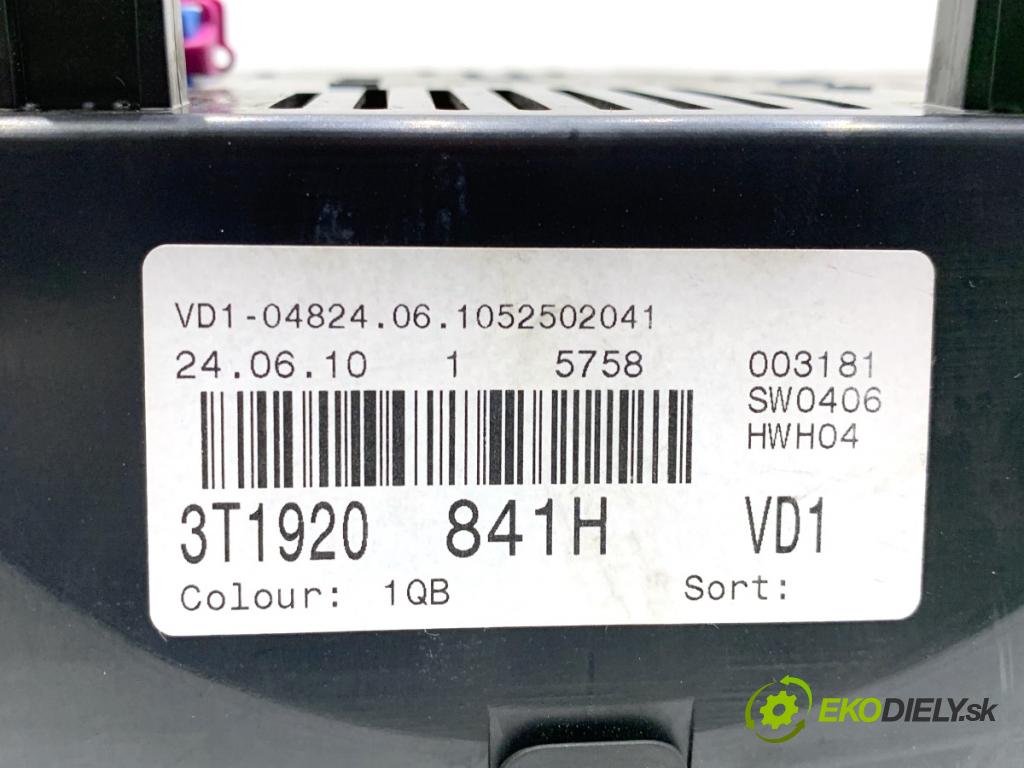 VD1-04824.06.1052502041
24.06.10 1 5758 003181
SW0406
HWH04
3T1920 841H VD1
Colour: 1QB Sort:
EKODIELY.sk